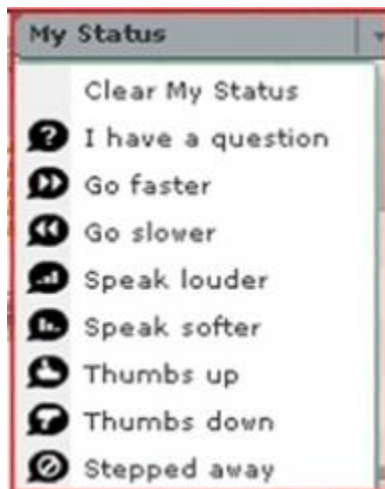 My Status
Clear My Status
I have a question
Go faster
Go slower
Speak louder
Speak softer
Thumbs up
Thumbs down
Stepped away